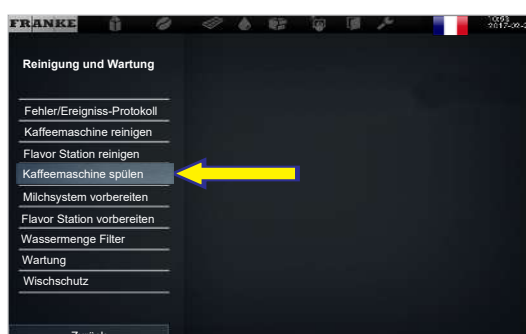 FRANKE
Reinigung und Wartung
Fehler/Ereigniss-Protokoll
Kaffeemaschine reinigen
Flavor Station reinigen
Kaffeemaschine spülen
Milchsystem vorbereiten
Flavor Station vorbereiten
Wassermenge Filter
Wartung
Wischschutz
Zurück